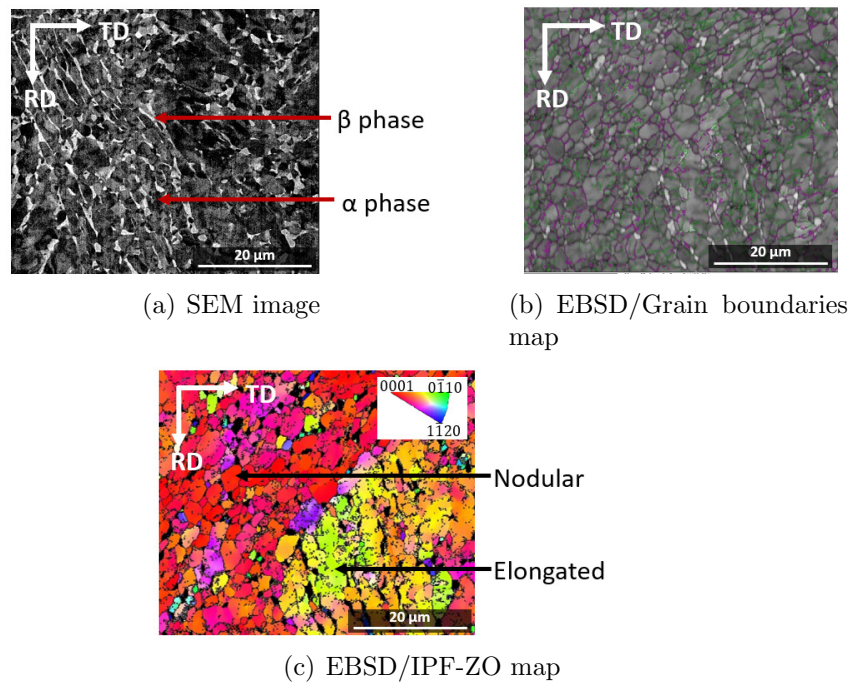 TD
RD
β phase
α phase
20 µm
(a) SEM image
TD
RD
20 µm
(b) EBSD/Grain boundaries
map
0001 01̄10
112̄0
TD
RD
Nodular
Elongated
20 µm
(c) EBSD/IPF-ZO map